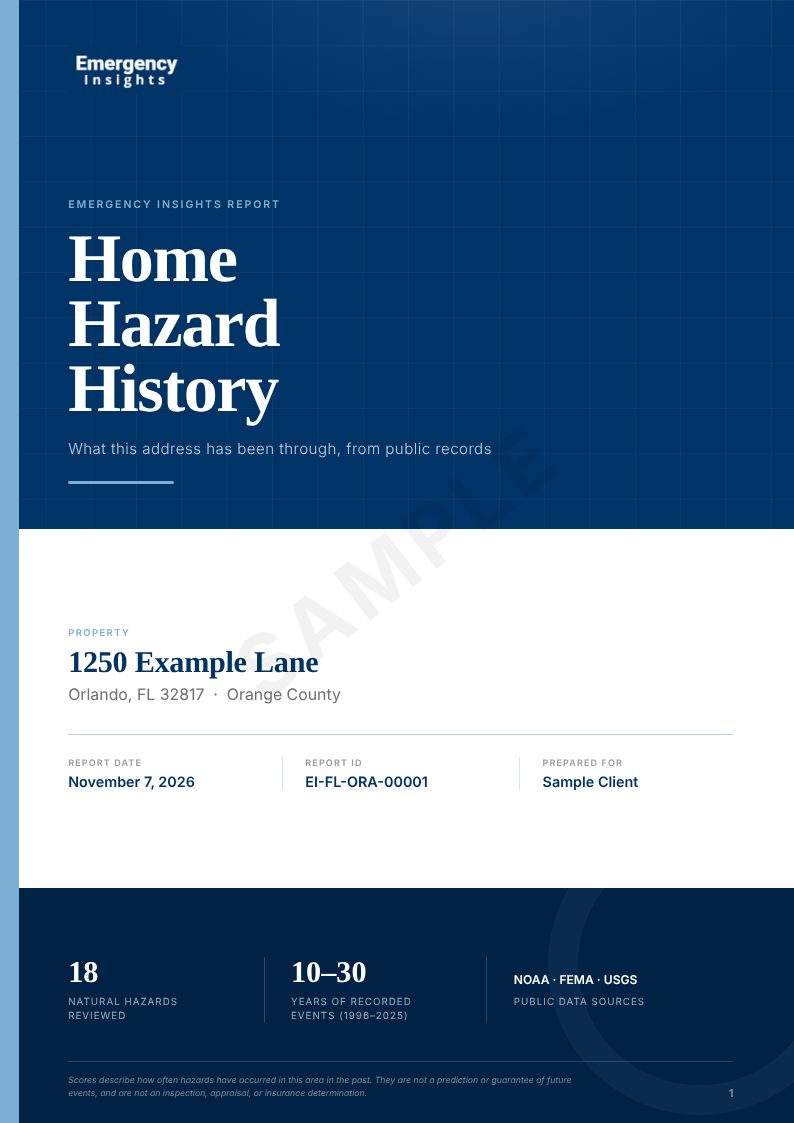 Emergency
Insights
EMERGENCY INSIGHTS REPORT
Home
Hazard
History
What this address has been through, from public records
SAMPLE
PROPERTY
1250 Example Lane
Orlando, FL 32817 · Orange County
REPORT DATE
November 7, 2026
REPORT ID
EI-FL-ORA-00001
PREPARED FOR
Sample Client
18
NATURAL HAZARDS
REVIEWED
10–30
YEARS OF RECORDED
EVENTS (1996–2025)
NOAA · FEMA · USGS
PUBLIC DATA SOURCES
Scores describe how often hazards have occurred in this area in the past. They are not a prediction or guarantee of future
events, and are not an inspection, appraisal, or insurance determination.
1